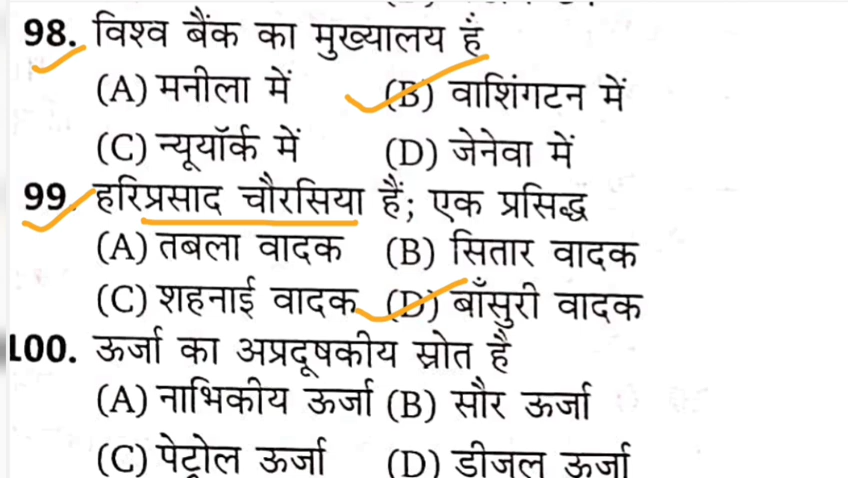 98. विश्व बैंक का मुख्यालय हैं
(A) मनीला में (B) वाशिंगटन में
(C) न्यूयॉर्क में (D) जेनेवा में
99. हरिप्रसाद चौरसिया हैं; एक प्रसिद्ध
(A) तबला वादक (B) सितार वादक
(C) शहनाई वादक (D) बाँसुरी वादक
100. ऊर्जा का अप्रदूषकीय स्रोत है
(A) नाभिकीय ऊर्जा (B) सौर ऊर्जा
(C) पेट्रोल ऊर्जा (D) डीजल ऊर्जा